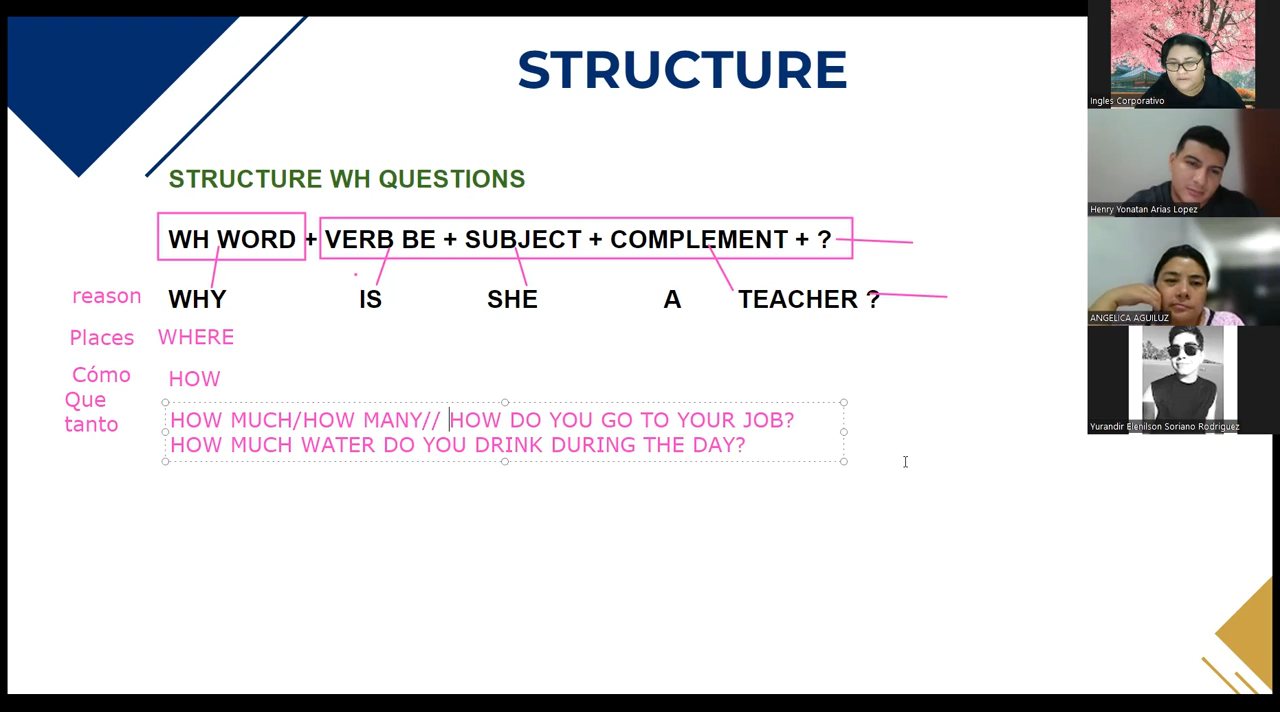 STRUCTURE
STRUCTURE WH QUESTIONS
WH WORD + VERB BE + SUBJECT + COMPLEMENT + ?
reason WHY IS SHE A TEACHER ?
Places WHERE
Cómo HOW
Que
tanto
HOW MUCH/HOW MANY// HOW DO YOU GO TO YOUR JOB?
HOW MUCH WATER DO YOU DRINK DURING THE DAY?
Ingles Corporativo
Henry Yonatan Arias Lopez
ANGELICA AGUILUZ
Yurandir Elenilson Soriano Rodriguez